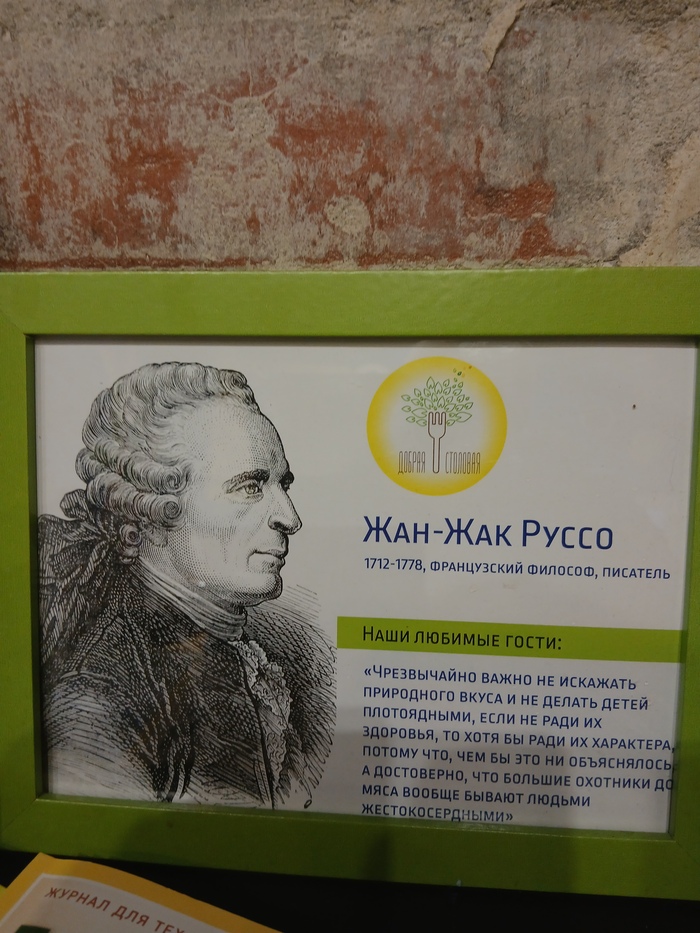 ДОБРАЯ СТОЛОВАЯ
Жан-Жак Руссо
1712-1778, французский философ, писатель
Наши любимые гости:
«Чрезвычайно важно не искажать
природного вкуса и не делать детей
плотоядными, если не ради их
здоровья, то хотя бы ради их характера,
потому что, чем бы это ни объяснялось,
а достоверно, что большие охотники до
мяса вообще бывают людьми
жестокосердными»
ЖУРНАЛ ДЛЯ ТЕХ